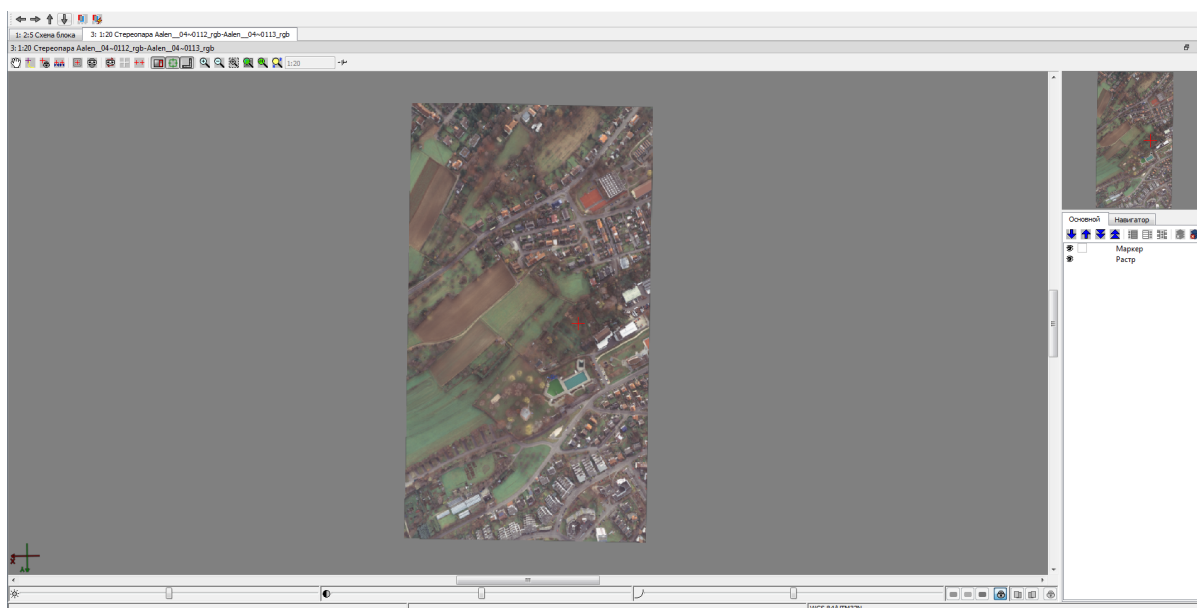 1: 2:5 Схема блока
3: 1:20 Стереопара Aalen__04~0112_rgb-Aalen__04~0113_rgb
3: 1:20 Стереопара Aalen__04~0112_rgb-Aalen__04~0113_rgb
1:20
Основной
Навигатор
Маркер
Растр
X